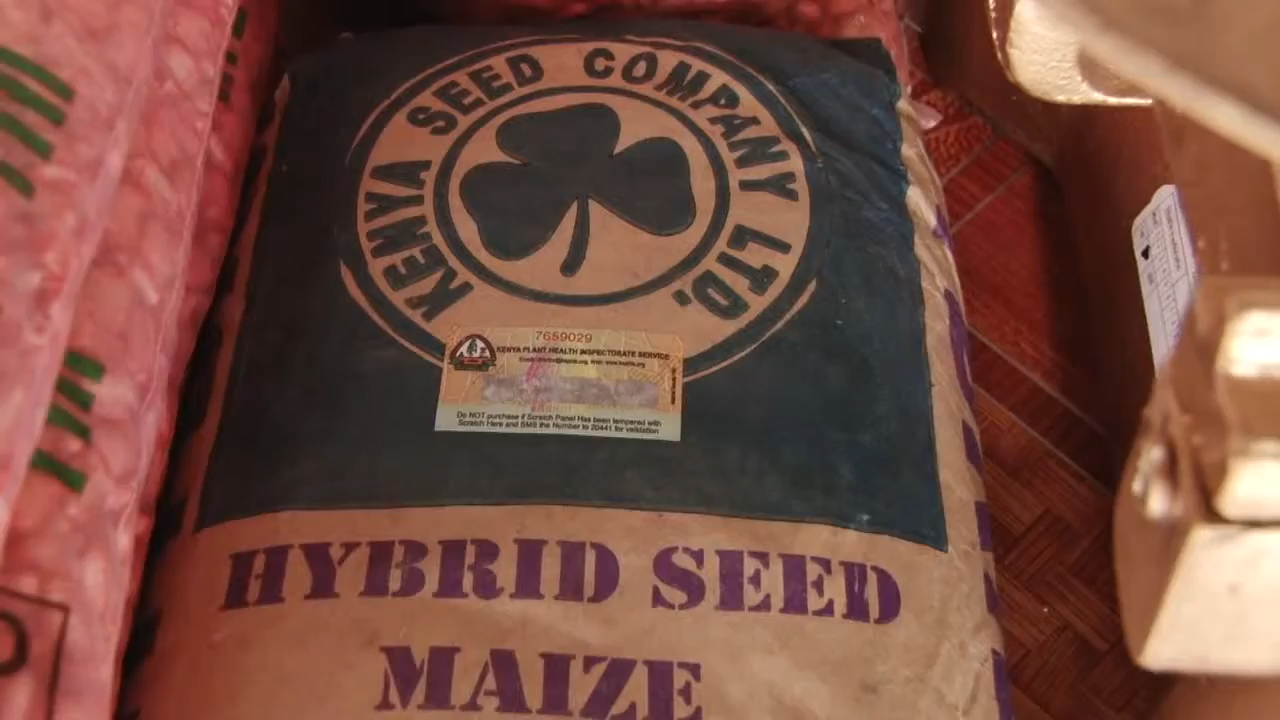 KENYA SEED COMPANY LTD.
7659029
KENYA PLANT HEALTH INSPECTORATE SERVICE
Do NOT purchase if Scratch Panel Has been tempered with
Scratch Here and SMS the Number to 20441 for validation
HYBRID SEED
MAIZE